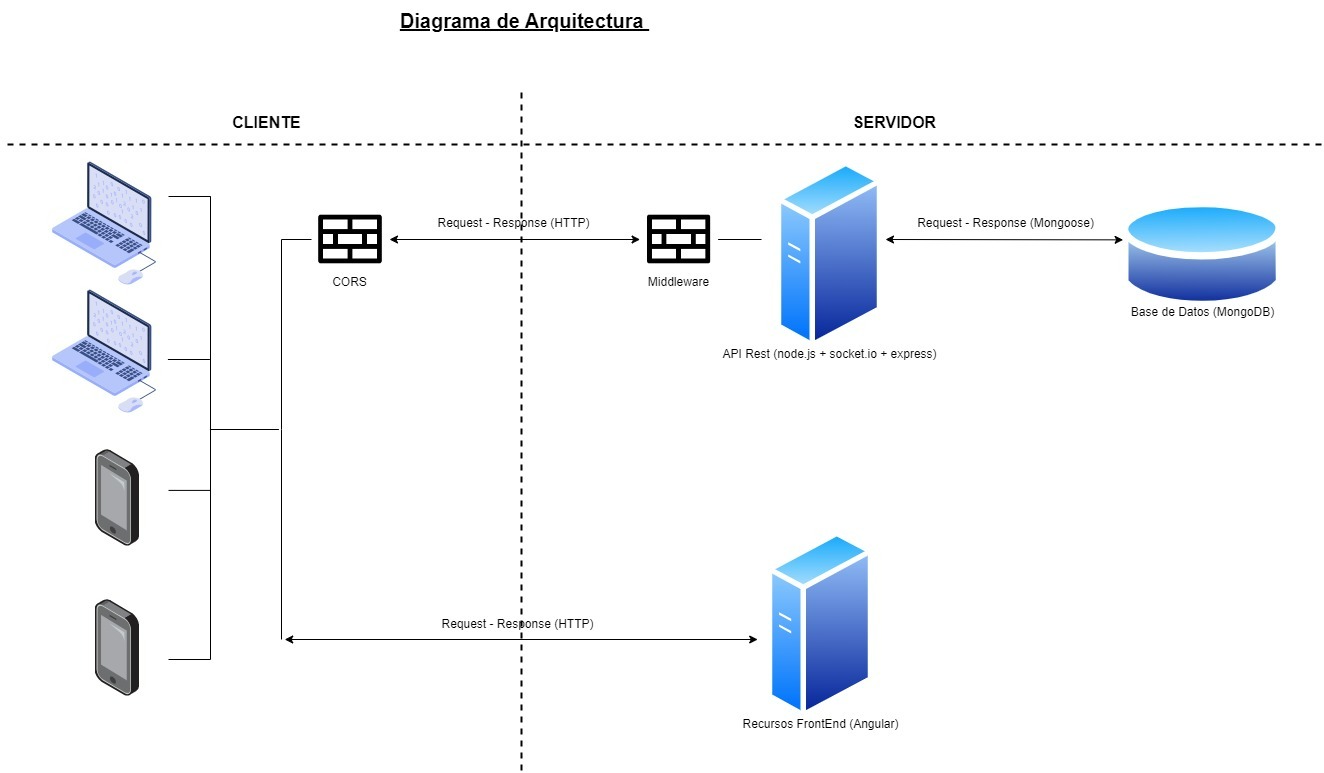 Diagrama de Arquitectura
CLIENTE
SERVIDOR
Request - Response (HTTP)
Request - Response (Mongoose)
CORS
Middleware
Base de Datos (MongoDB)
API Rest (node.js + socket.io + express)
Request - Response (HTTP)
Recursos FrontEnd (Angular)